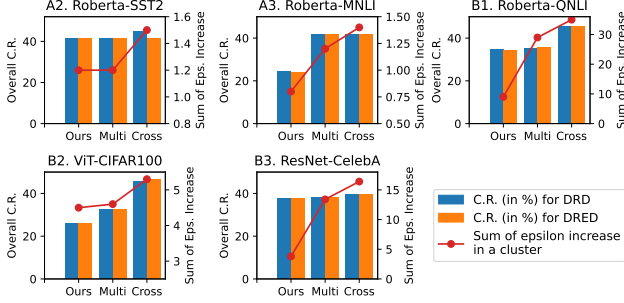 A2. Roberta-SST2
Overall C.R.
0
20
40
0.8
1.0
1.2
1.4
1.6
Sum of Eps. Increase
Ours Multi Cross
A3. Roberta-MNLI
Overall C.R.
0
20
40
0.50
0.75
1.00
1.25
1.50
Sum of Eps. Increase
Ours Multi Cross
B1. Roberta-QNLI
Overall C.R.
0
20
40
0
10
20
30
Sum of Eps. Increase
Ours Multi Cross
B2. ViT-CIFAR100
Overall C.R.
0
20
40
3
4
5
Sum of Eps. Increase
Ours Multi Cross
B3. ResNet-CelebA
Overall C.R.
0
20
40
0
5
10
15
Sum of Eps. Increase
Ours Multi Cross
C.R. (in %) for DRD
C.R. (in %) for DRED
Sum of epsilon increase
in a cluster